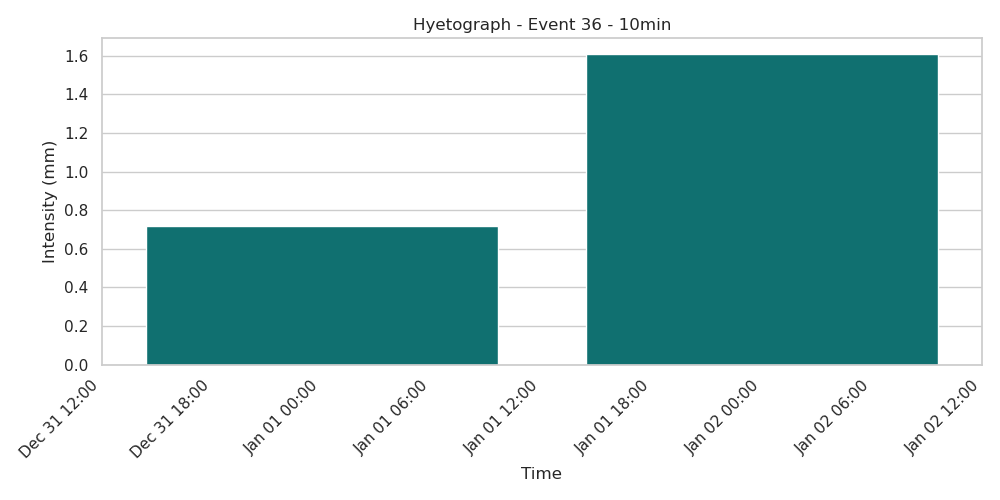 Hyetograph - Event 36 - 10min
Intensity (mm)
1.6
1.4
1.2
1.0
0.8
0.6
0.4
0.2
0.0
Dec 31 12:00
Dec 31 18:00
Jan 01 00:00
Jan 01 06:00
Jan 01 12:00
Jan 01 18:00
Jan 02 00:00
Jan 02 06:00
Jan 02 12:00
Time